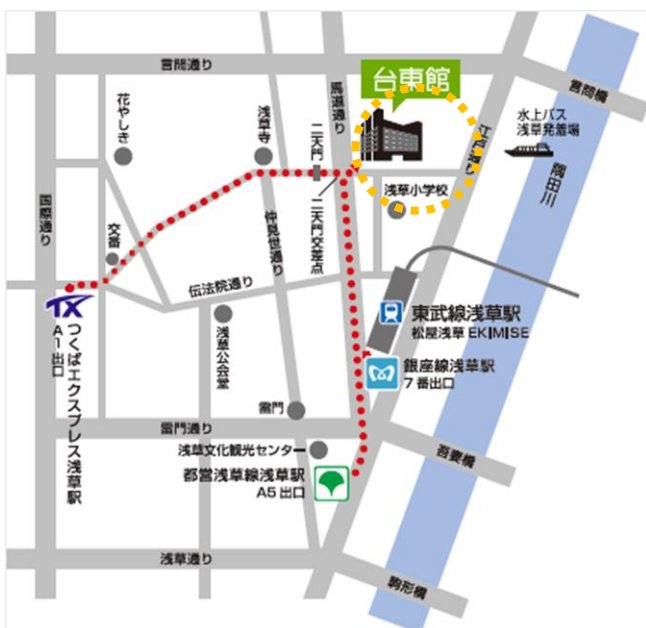 言問通り
台東館
言問橋
花やしき
浅草寺
二天門
馬道通り
江戸通り
水上バス
浅草発着場
隅田川
国際通り
交番
浅草小学校
仲見世通り
二天門交差点
伝法院通り
TX
つくばエクスプレス浅草駅
A1出口
浅草公会堂
東武線浅草駅
松屋浅草 EKIMISE
銀座線浅草駅
7番出口
雷門
雷門通り
浅草文化観光センター
都営浅草線浅草駅
A5出口
吾妻橋
浅草通り
駒形橋